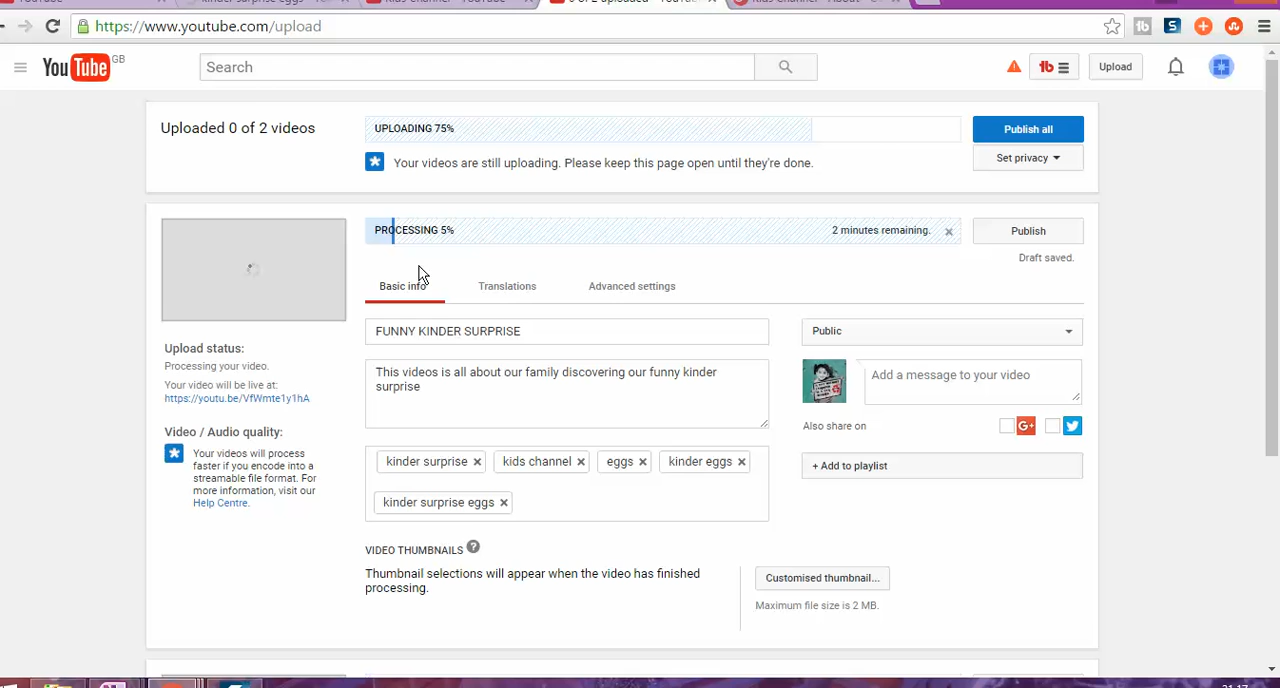 https://www.youtube.com/upload
YouTube GB
Search
Upload
Uploaded 0 of 2 videos
UPLOADING 75%
Publish all
Your videos are still uploading. Please keep this page open until they're done.
Set privacy
PROCESSING 5%
2 minutes remaining.
Publish
Draft saved.
Basic info
Translations
Advanced settings
FUNNY KINDER SURPRISE
Public
This videos is all about our family discovering our funny kinder
surprise
Add a message to your video
Upload status:
Processing your video.
Your video will be live at:
https://youtu.be/VfWmte1y1hA
Also share on
G+
Video / Audio quality:
Your videos will process
faster if you encode into a
streamable file format. For
more information, visit our
Help Centre.
kinder surprise
kids channel
eggs
kinder eggs
kinder surprise eggs
+ Add to playlist
VIDEO THUMBNAILS ?
Thumbnail selections will appear when the video has finished
processing.
Customised thumbnail...
Maximum file size is 2 MB.